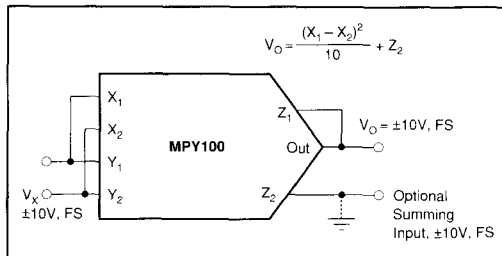 V_O = (X_1 – X_2)^2 / 10 + Z_2
X_1
X_2
Y_1
Y_2
MPY100
Z_1
Out
Z_2
V_X
±10V, FS
V_O = ±10V, FS
Optional
Summing
Input, ±10V, FS